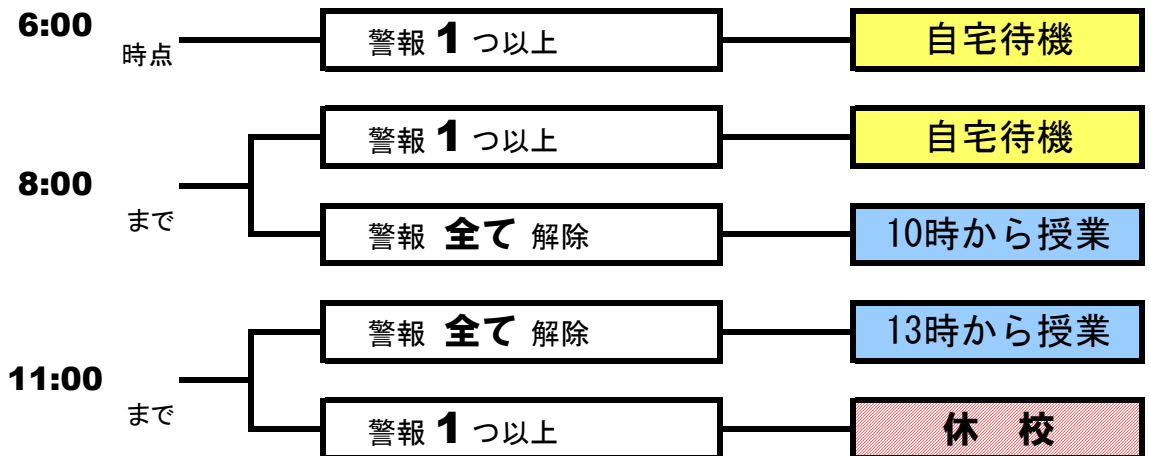 6:00
時点
警報 1 つ以上
自宅待機
8:00
まで
警報 1 つ以上
自宅待機
警報 全て 解除
10時から授業
11:00
まで
警報 全て 解除
13時から授業
警報 1 つ以上
休 校